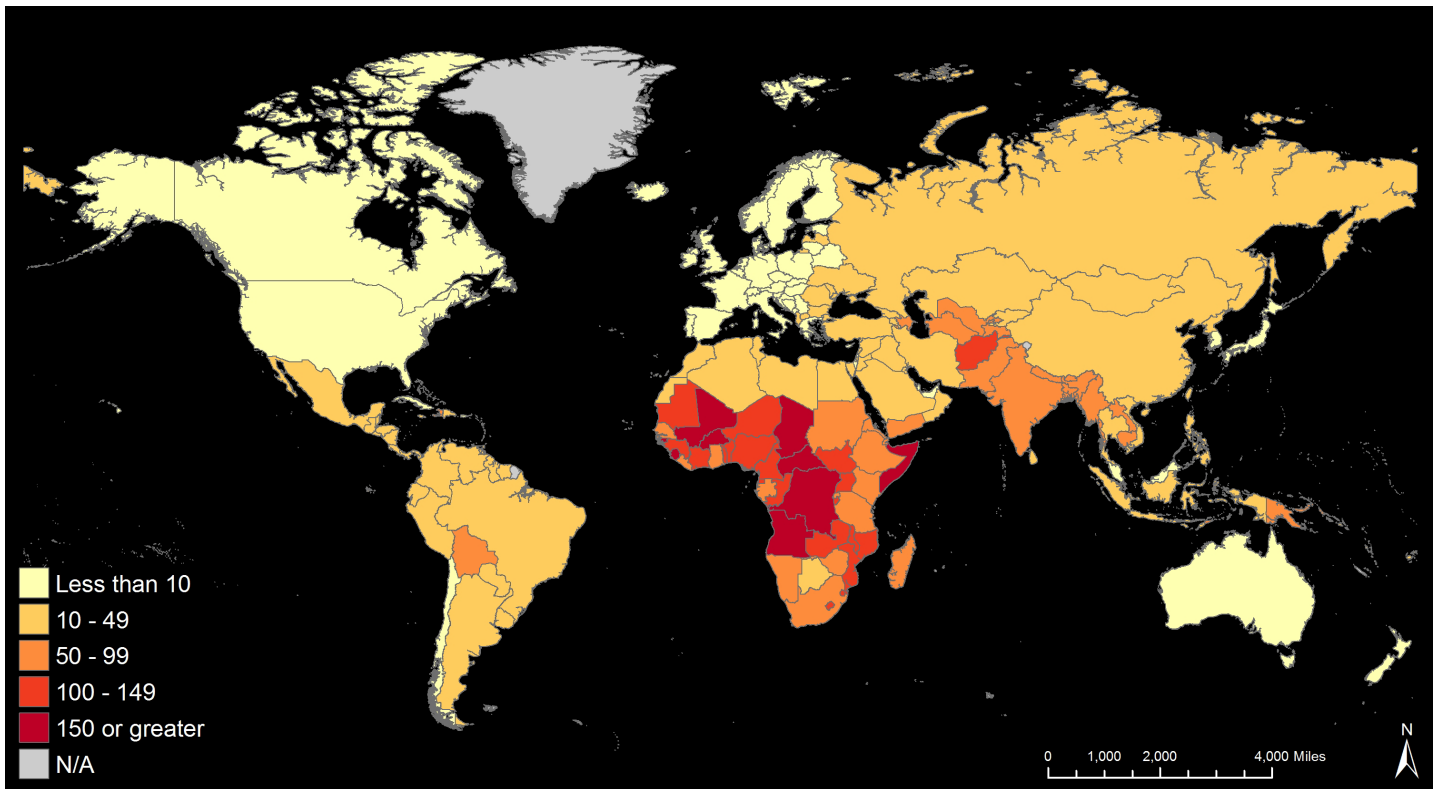 Less than 10
10 - 49
50 - 99
100 - 149
150 or greater
N/A
N
0 1,000 2,000 4,000 Miles